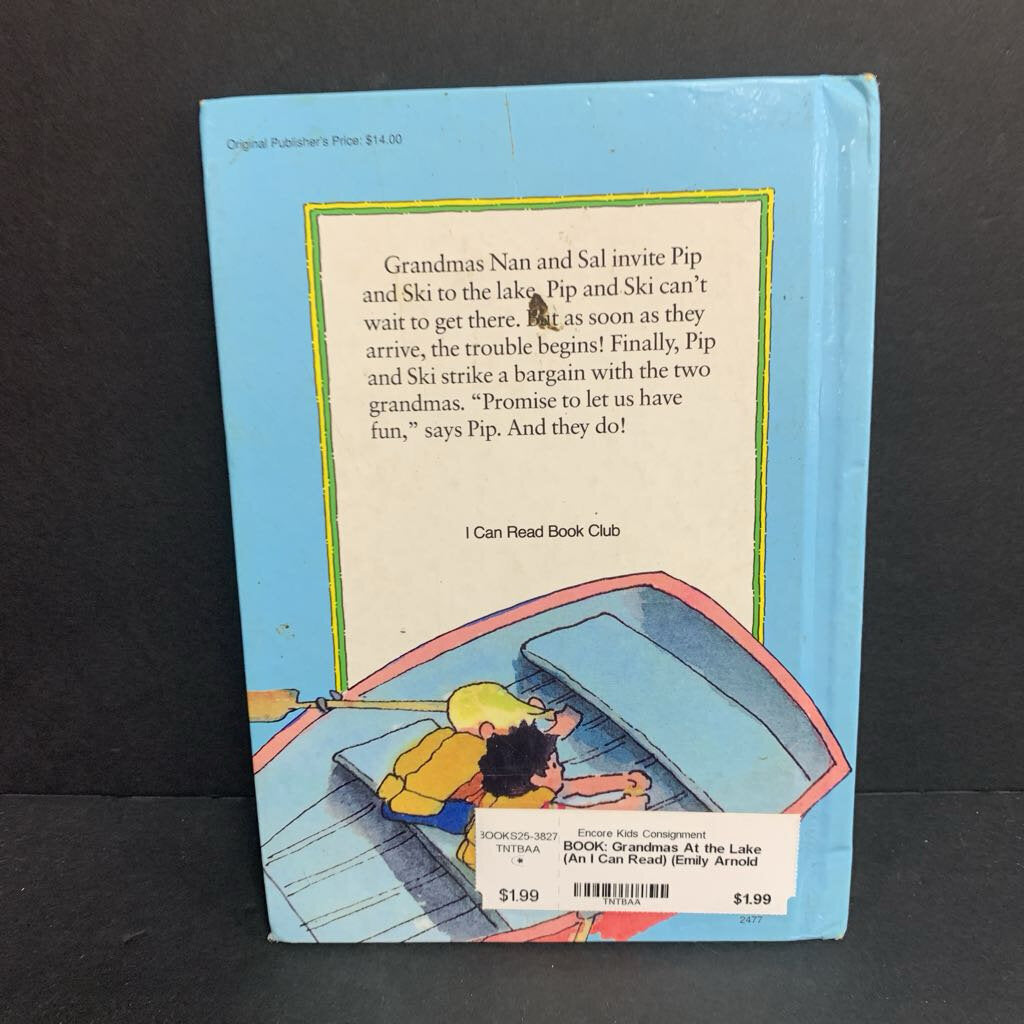 Original Publisher's Price: $14.00
Grandmas Nan and Sal invite Pip
and Ski to the lake. Pip and Ski can't
wait to get there. But as soon as they
arrive, the trouble begins! Finally, Pip
and Ski strike a bargain with the two
grandmas. “Promise to let us have
fun,” says Pip. And they do!
I Can Read Book Club
BOOKS25-3827
TNTBAA
$1.99
Encore Kids Consignment
BOOK: Grandmas At the Lake
(An I Can Read) (Emily Arnold
TNTBAA
$1.99
2477